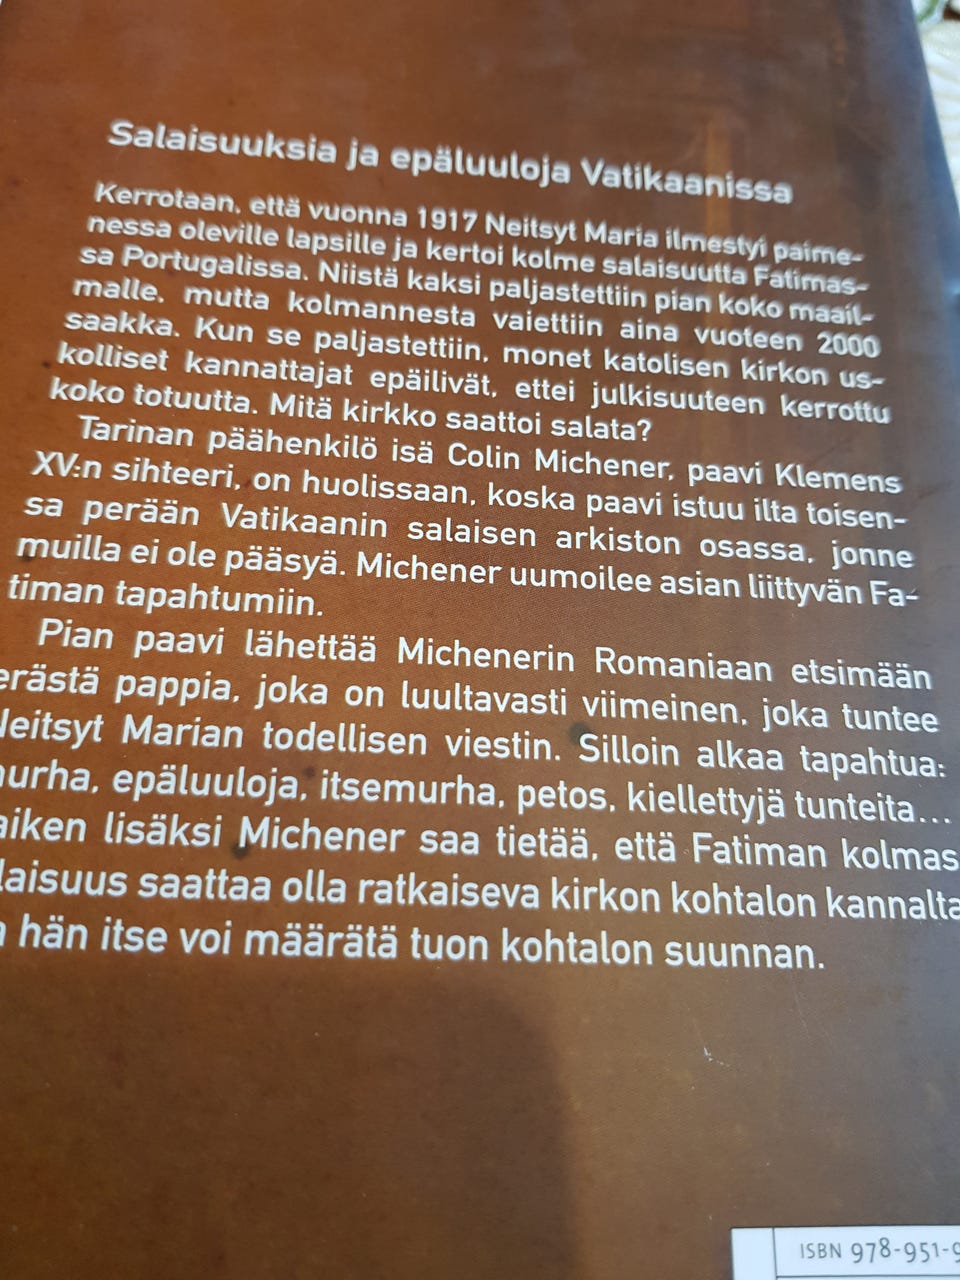 Salaisuuksia ja epäluuloja Vatikaanissa
Kerrotaan, että vuonna 1917 Neitsyt Maria ilmestyi paime-
nessa oleville lapsille ja kertoi kolme salaisuutta Fatimas-
sa Portugalissa. Niistä kaksi paljastettiin pian koko maail-
malle, mutta kolmannesta vaiettiin aina vuoteen 2000
saakka. Kun se paljastettiin, monet katolisen kirkon us-
kolliset kannattajat epäilivät, ettei julkisuuteen kerrottu
koko totuutta. Mitä kirkko saattoi salata?
Tarinan päähenkilö isä Colin Michener, paavi Klemens
XV:n sihteeri, on huolissaan, koska paavi istuu ilta toisen-
sa perään Vatikaanin salaisen arkiston osassa, jonne
muilla ei ole pääsyä. Michener uumoilee asian liittyvän Fa-
timan tapahtumiin.
Pian paavi lähettää Michenerin Romaniaan etsimään
erästä pappia, joka on luultavasti viimeinen, joka tuntee
Neitsyt Marian todellisen viestin. Silloin alkaa tapahtua:
murha, epäluuloja, itsemurha, petos, kiellettyjä tunteita...
aiken lisäksi Michener saa tietää, että Fatiman kolmas
laisuus saattaa olla ratkaiseva kirkon kohtalon kannalta
hän itse voi määrätä tuon kohtalon suunnan.
ISBN 978-951-9